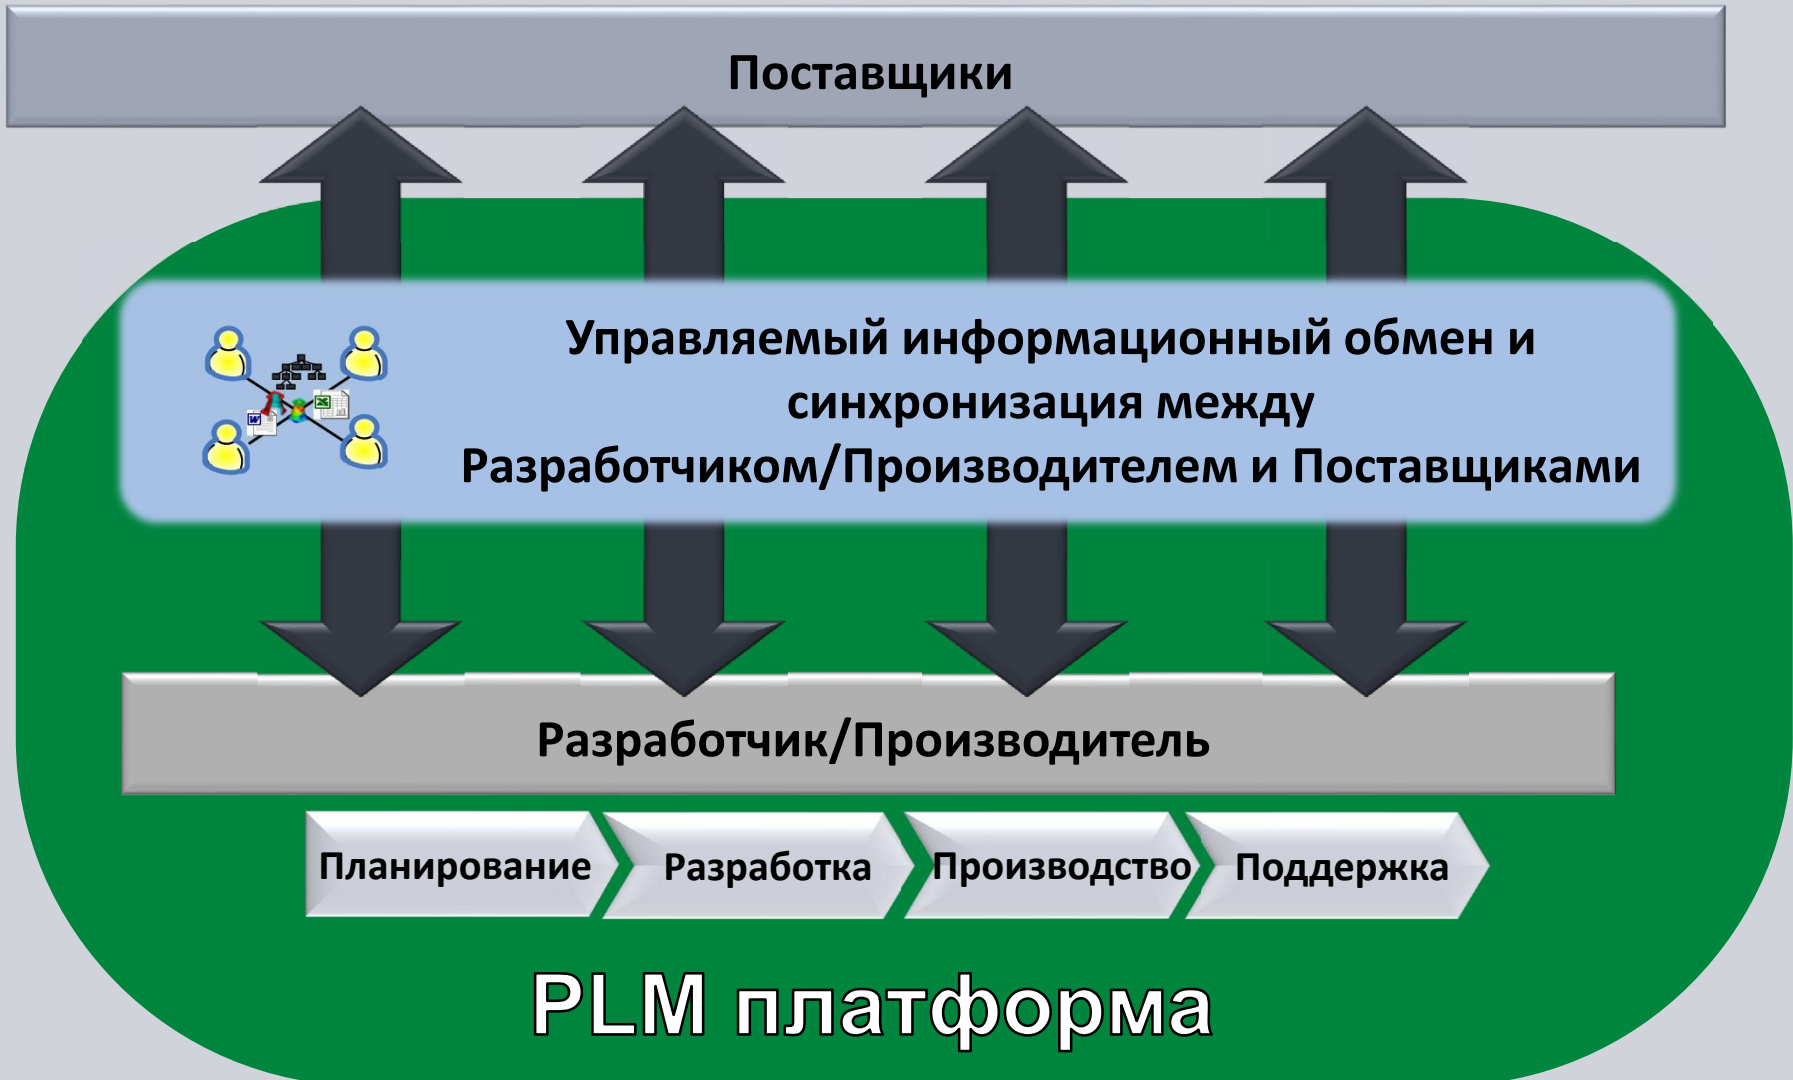 Поставщики
Управляемый информационный обмен и
синхронизация между
Разработчиком/Производителем и Поставщиками
Разработчик/Производитель
Планирование
Разработка
Производство
Поддержка
PLM платформа